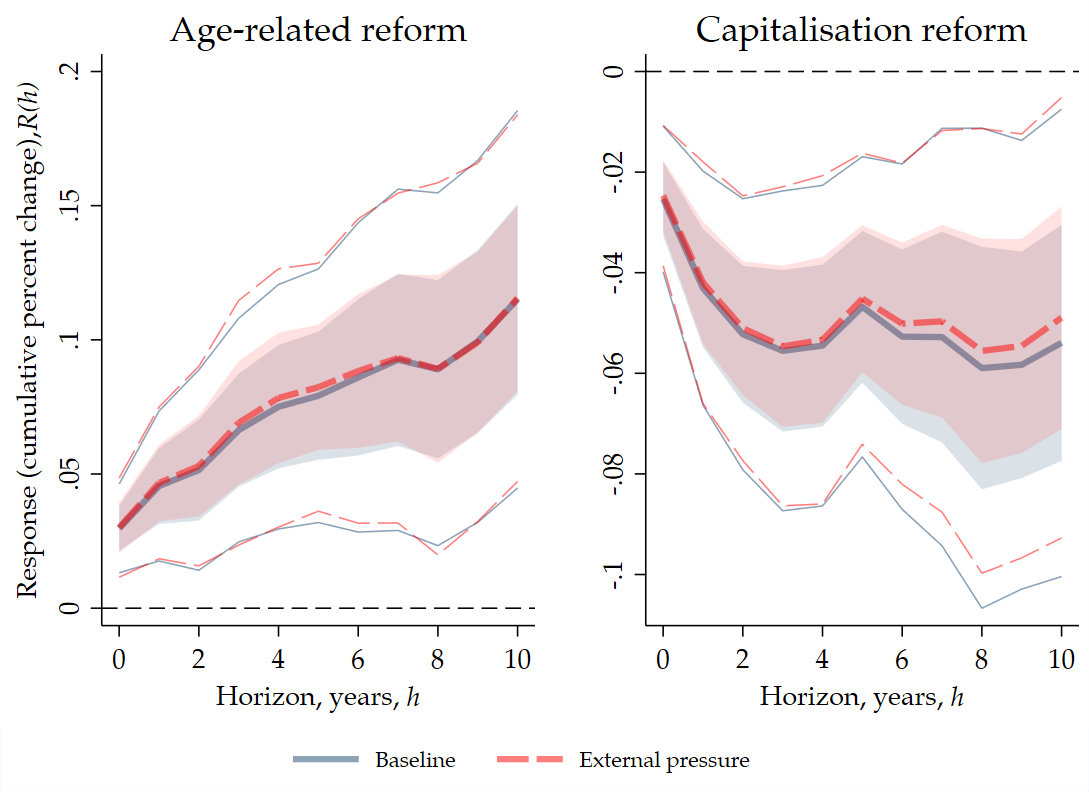 Age-related reform
Capitalisation reform
Response (cumulative percent change),R(h)
.2
.15
.1
.05
0
0
-.02
-.04
-.06
-.08
-.1
0 2 4 6 8 10
0 2 4 6 8 10
Horizon, years, h
Horizon, years, h
Baseline
External pressure